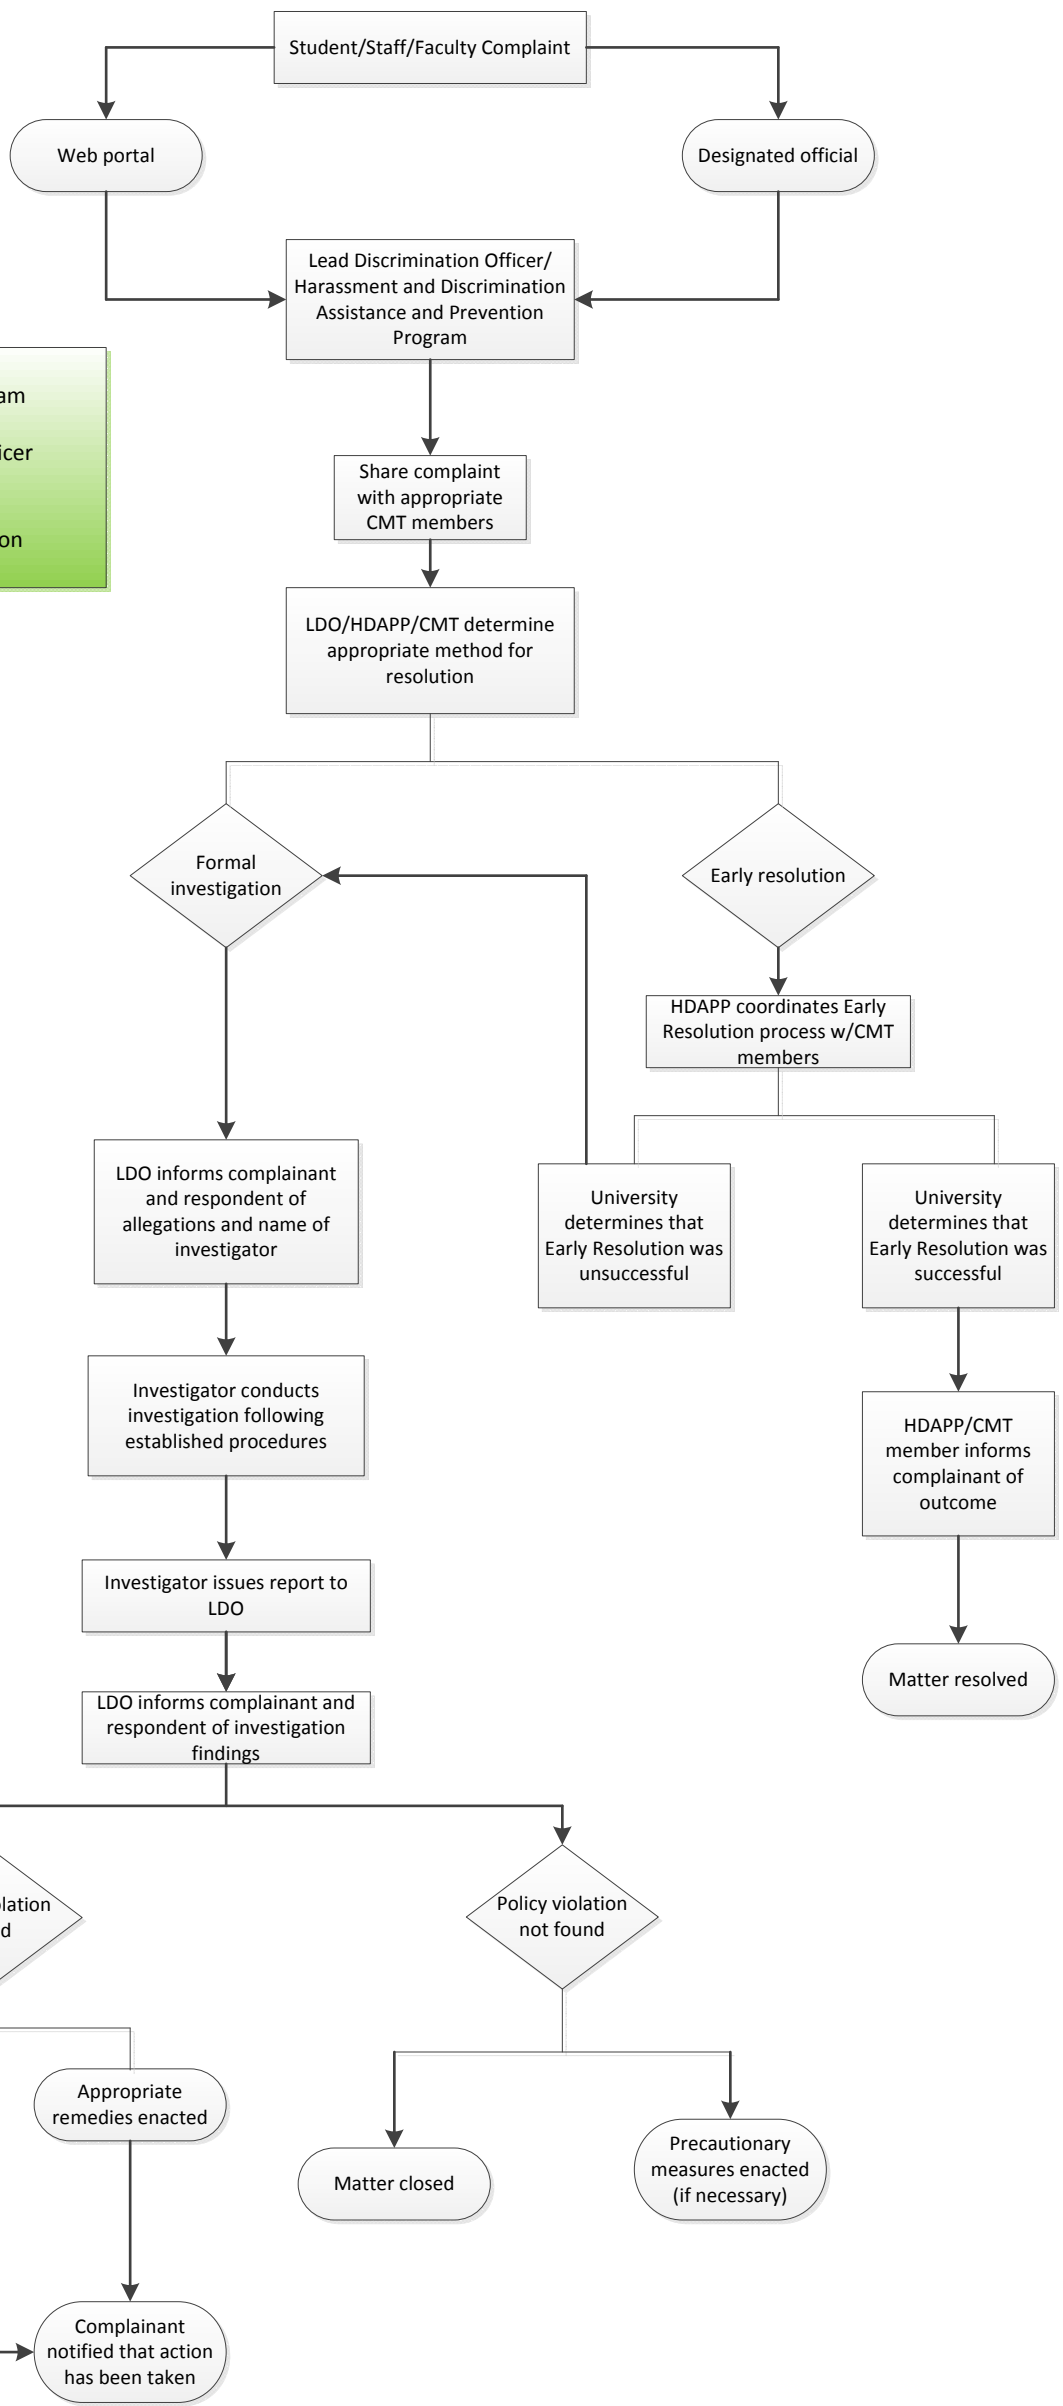 Student/Staff/Faculty Complaint
Web portal
Designated official
Lead Discrimination Officer/
Harassment and Discrimination
Assistance and Prevention
Program
am
icer
on
Share complaint
with appropriate
CMT members
LDO/HDAPP/CMT determine
appropriate method for
resolution
Formal
investigation
Early resolution
HDAPP coordinates Early
Resolution process w/CMT
members
LDO informs complainant
and respondent of
allegations and name of
investigator
University
determines that
Early Resolution was
unsuccessful
University
determines that
Early Resolution was
successful
Investigator conducts
investigation following
established procedures
HDAPP/CMT
member informs
complainant of
outcome
Investigator issues report to
LDO
Matter resolved
LDO informs complainant and
respondent of investigation
findings
lation
d
Policy violation
not found
Appropriate
remedies enacted
Matter closed
Precautionary
measures enacted
(if necessary)
Complainant
notified that action
has been taken